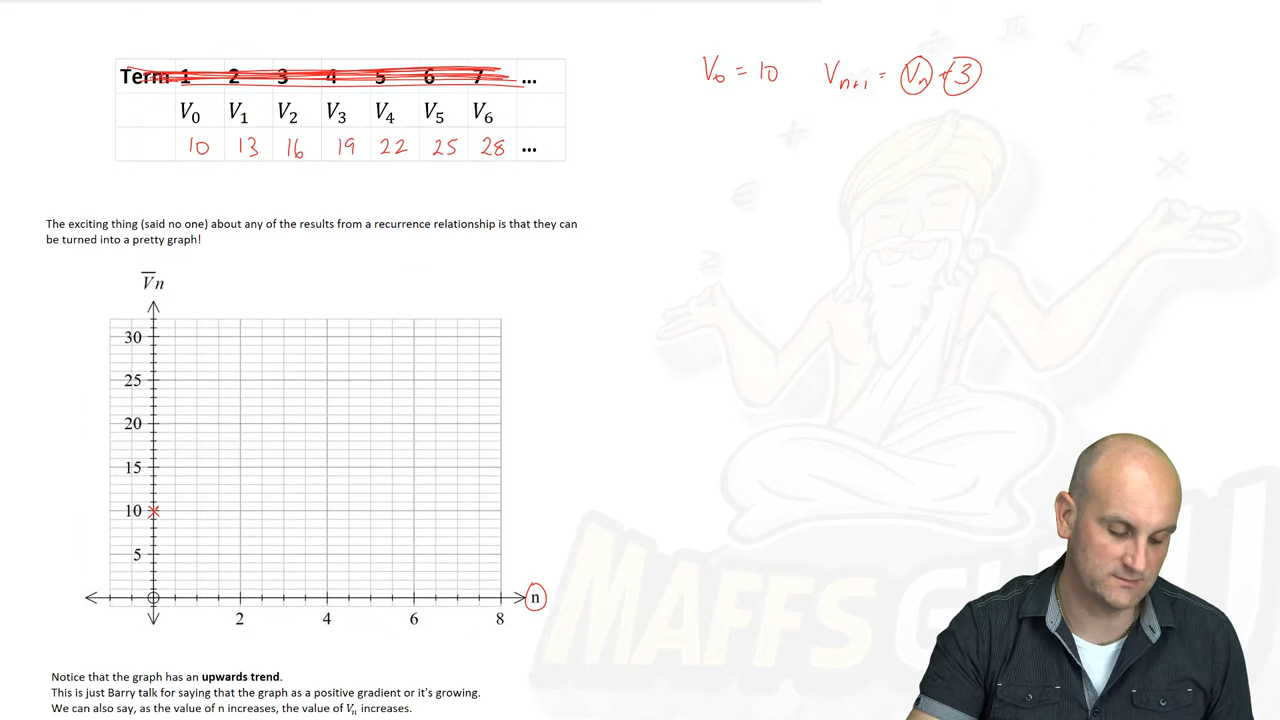 Term 1 2 3 4 5 6 7 ...
V₀ V₁ V₂ V₃ V₄ V₅ V₆
10 13 16 19 22 25 28 ...
V₀ = 10 Vₙ₊₁ = Vₙ + 3
The exciting thing (said no one) about any of the results from a recurrence relationship is that they can
be turned into a pretty graph!
Vn
30
25
20
15
10
5
n
2 4 6 8
MAFFS GURU
Notice that the graph has an upwards trend.
This is just Barry talk for saying that the graph as a positive gradient or it's growing.
We can also say, as the value of n increases, the value of Vₙ increases.